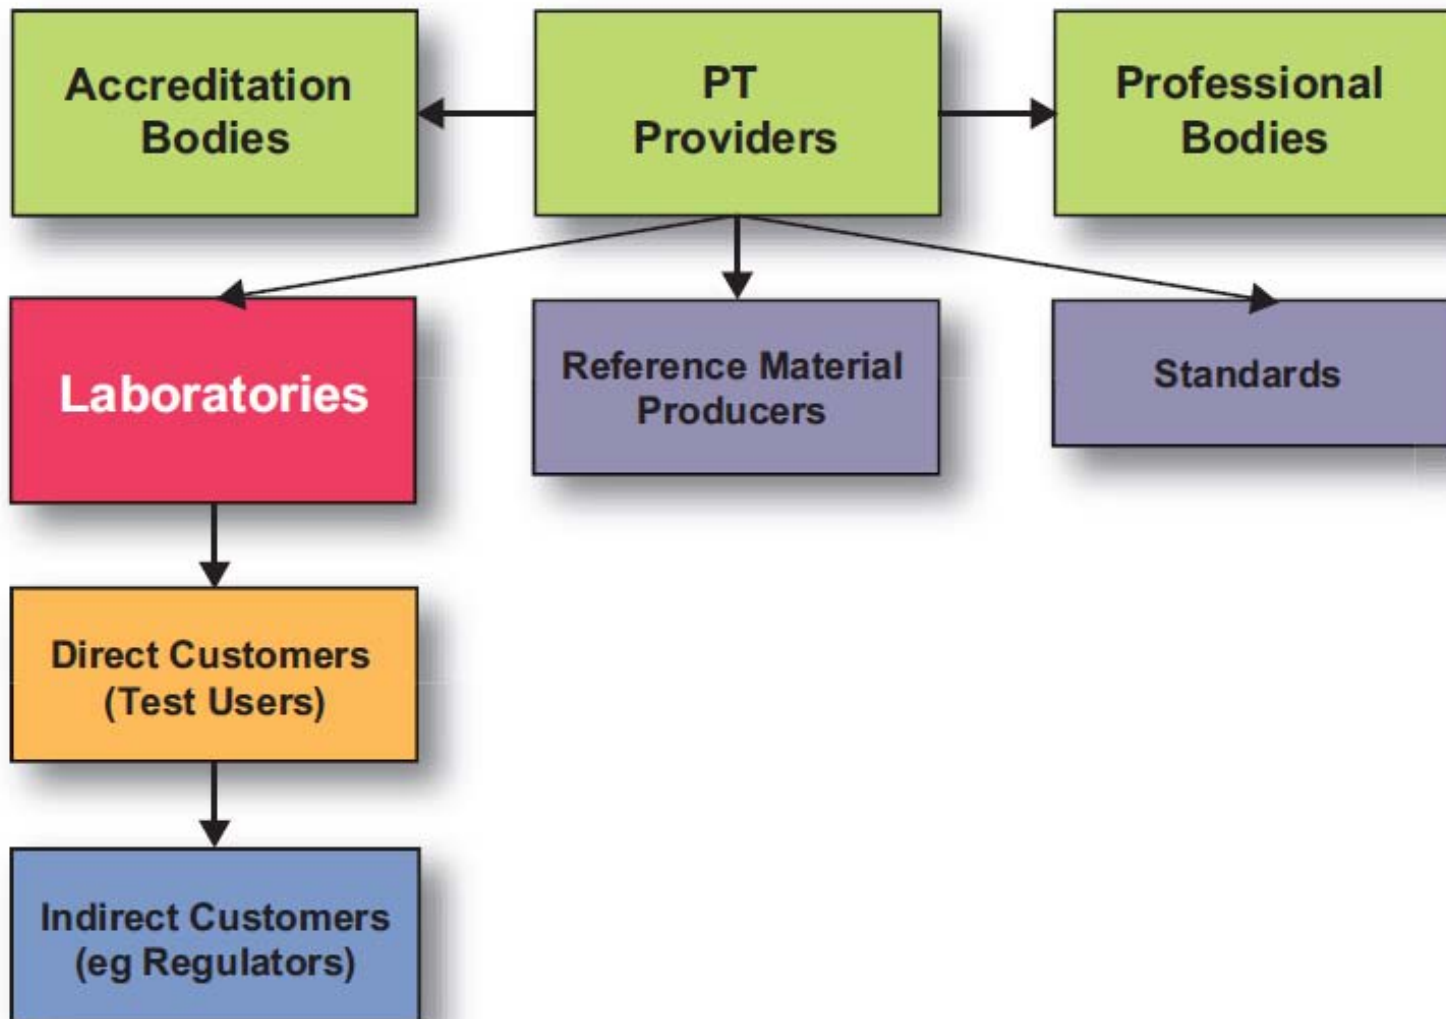 Accreditation
Bodies
PT
Providers
Professional
Bodies
Laboratories
Reference Material
Producers
Standards
Direct Customers
(Test Users)
Indirect Customers
(eg Regulators)